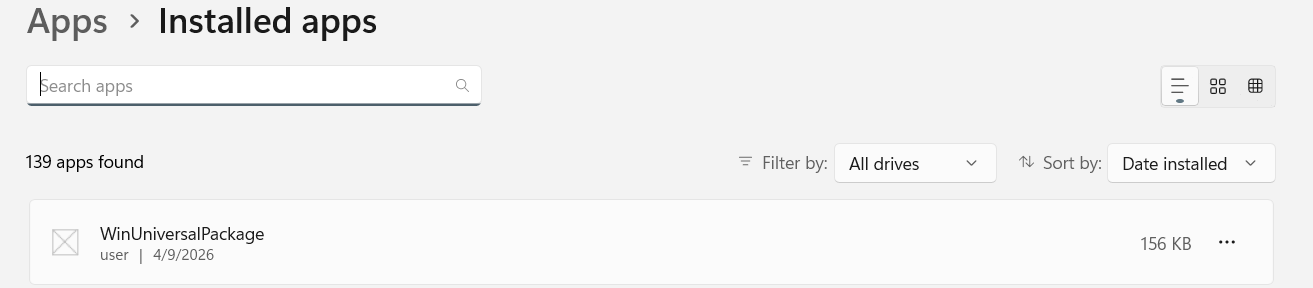 Apps > Installed apps
Search apps
139 apps found Filter by: All drives Sort by: Date installed
WinUniversalPackage
user | 4/9/2026
156 KB